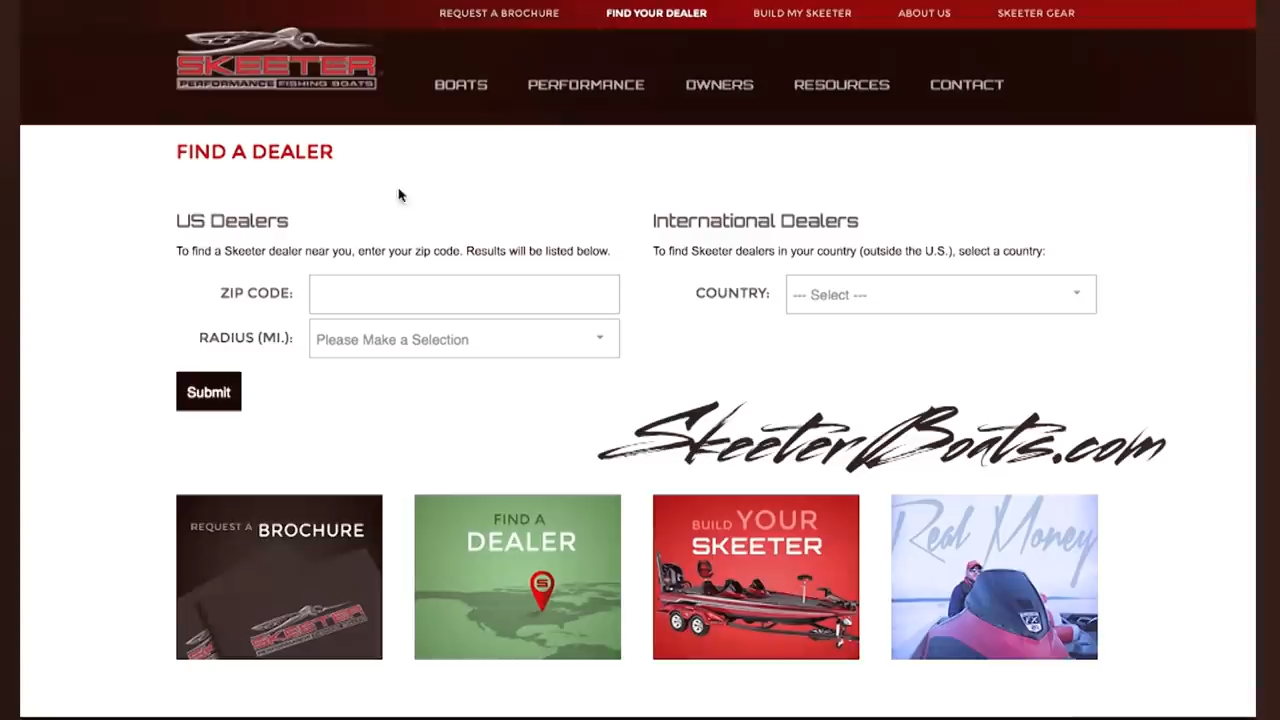 REQUEST A BROCHURE FIND YOUR DEALER BUILD MY SKEETER ABOUT US SKEETER GEAR
SKEETER
PERFORMANCE FISHING BOATS
BOATS PERFORMANCE OWNERS RESOURCES CONTACT
FIND A DEALER
US Dealers
To find a Skeeter dealer near you, enter your zip code. Results will be listed below.
ZIP CODE:
RADIUS (MI.): Please Make a Selection
Submit
International Dealers
To find Skeeter dealers in your country (outside the U.S.), select a country:
COUNTRY: --- Select ---
SkeeterBoats.com
REQUEST A BROCHURE
SKEETER
FIND A
DEALER
S
BUILD YOUR
SKEETER
Real Money